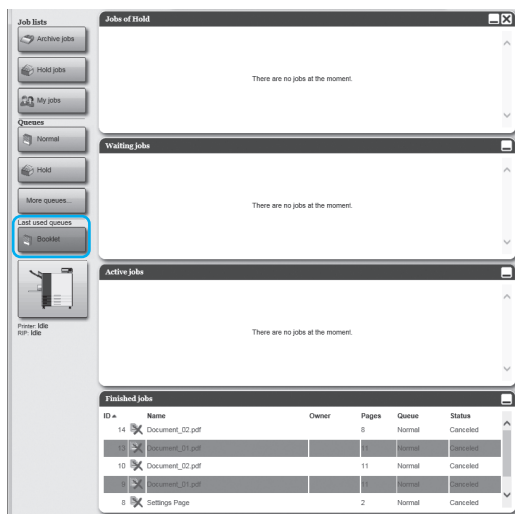 Job lists
Archive jobs
Hold jobs
My jobs
Queues
Normal
Hold
More queues...
Last used queues
Booklet
Printer: Idle
RIP: Idle
Jobs of Hold
There are no jobs at the moment.
Waiting jobs
There are no jobs at the moment.
Active jobs
There are no jobs at the moment.
Finished jobs
ID Name Owner Pages Queue Status
14 Document_02.pdf 8 Normal Canceled
13 Document_01.pdf 11 Normal Canceled
10 Document_02.pdf 11 Normal Canceled
9 Document_01.pdf 11 Normal Canceled
8 Settings Page 2 Normal Canceled